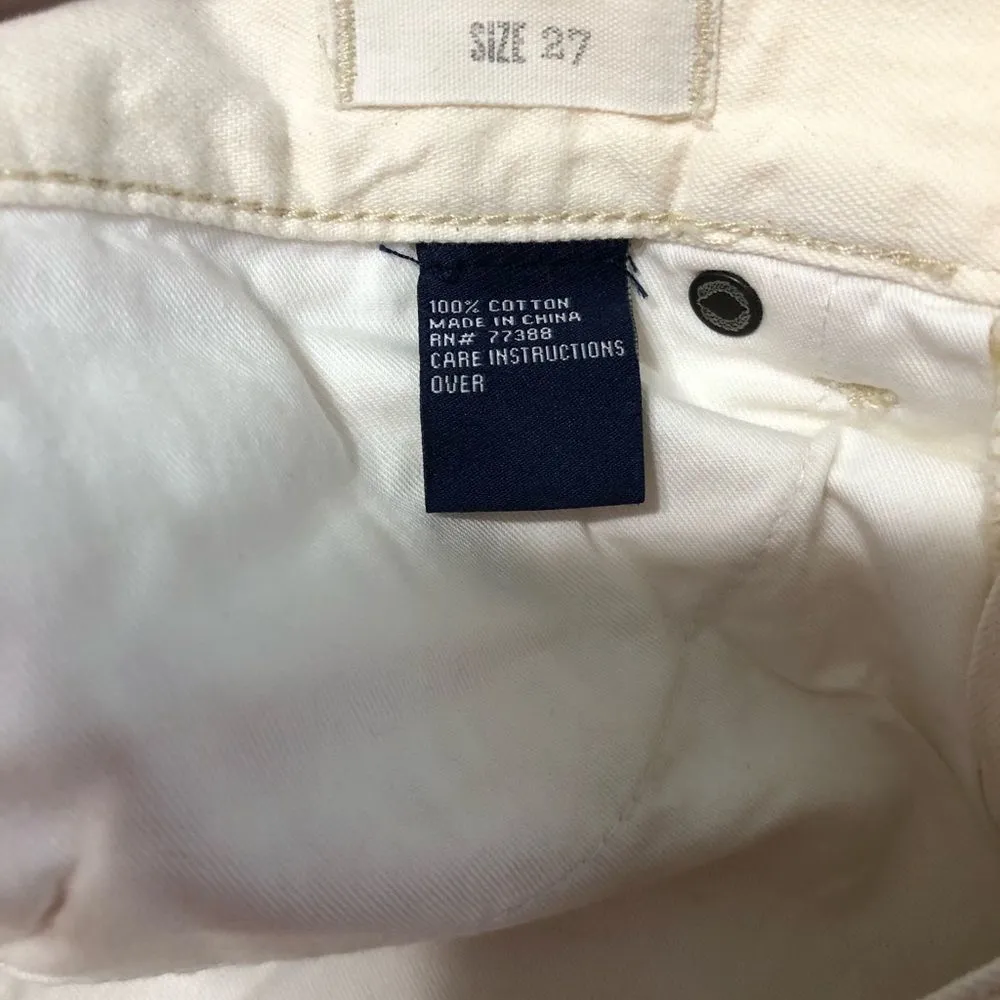 SIZE 27
100% COTTON
MADE IN CHINA
RN# 77388
CARE INSTRUCTIONS
OVER